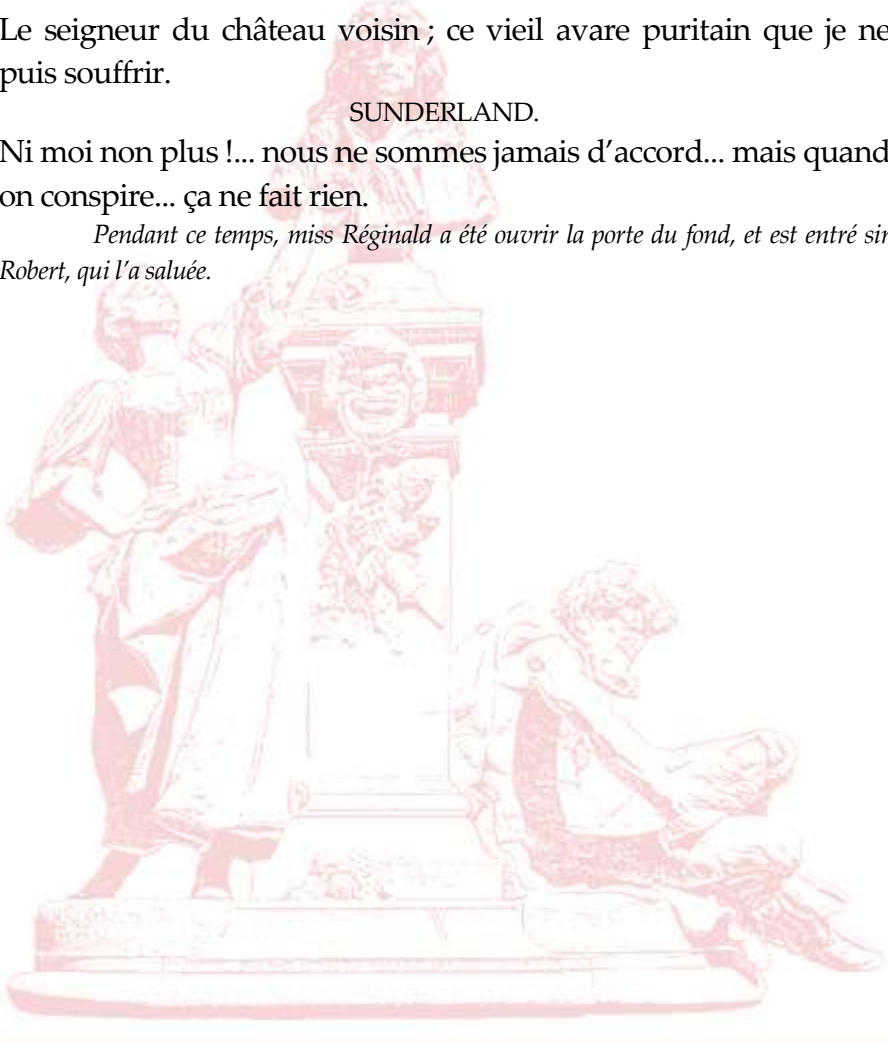 Le seigneur du château voisin ; ce vieil avare puritain que je ne
puis souffrir.
SUNDERLAND.
Ni moi non plus !... nous ne sommes jamais d’accord... mais quand
on conspire... ça ne fait rien.
Pendant ce temps, miss Réginald a été ouvrir la porte du fond, et est entré sir
Robert, qui l’a saluée.